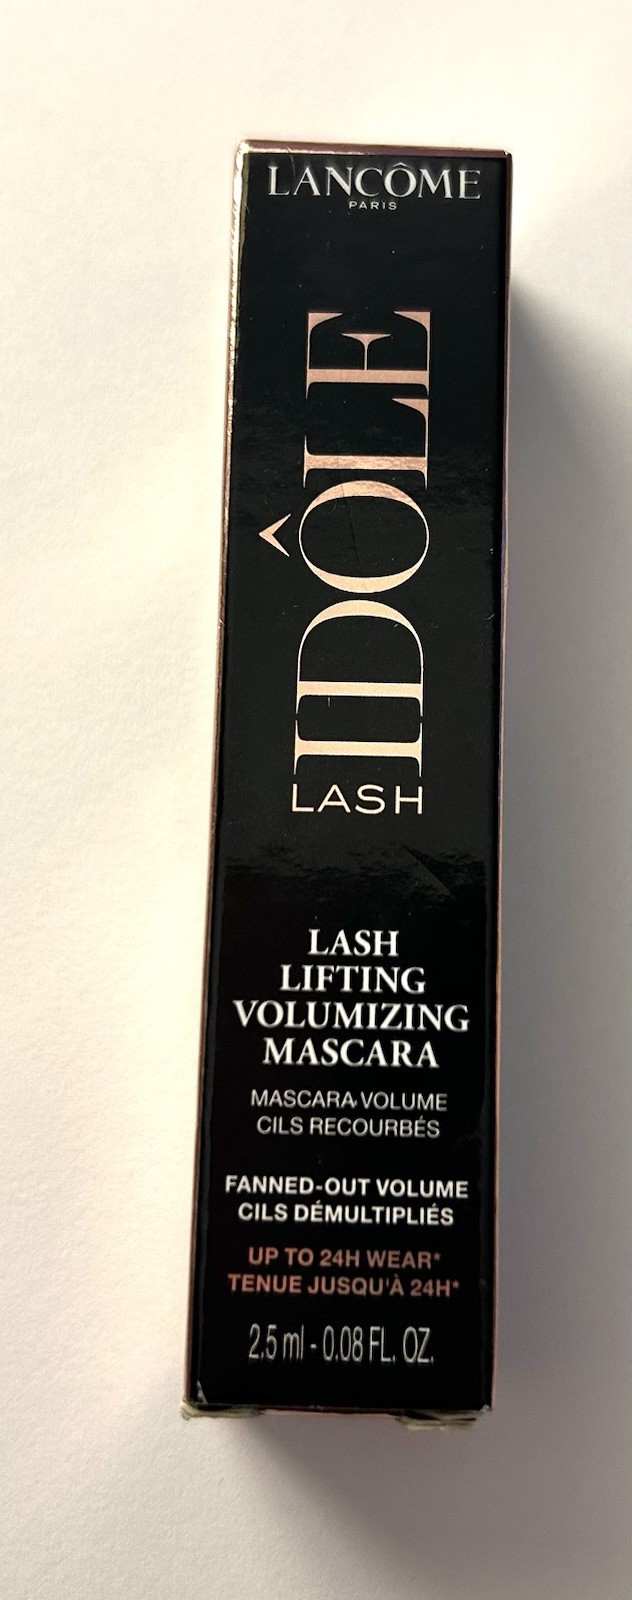 LANCÔME
PARIS
IDÔLE
LASH
LASH
LIFTING
VOLUMIZING
MASCARA
MASCARA VOLUME
CILS RECOURBÉS
FANNED-OUT VOLUME
CILS DÉMULTIPLIÉS
UP TO 24H WEAR*
TENUE JUSQU'À 24H*
2.5 ml - 0.08 FL. OZ.